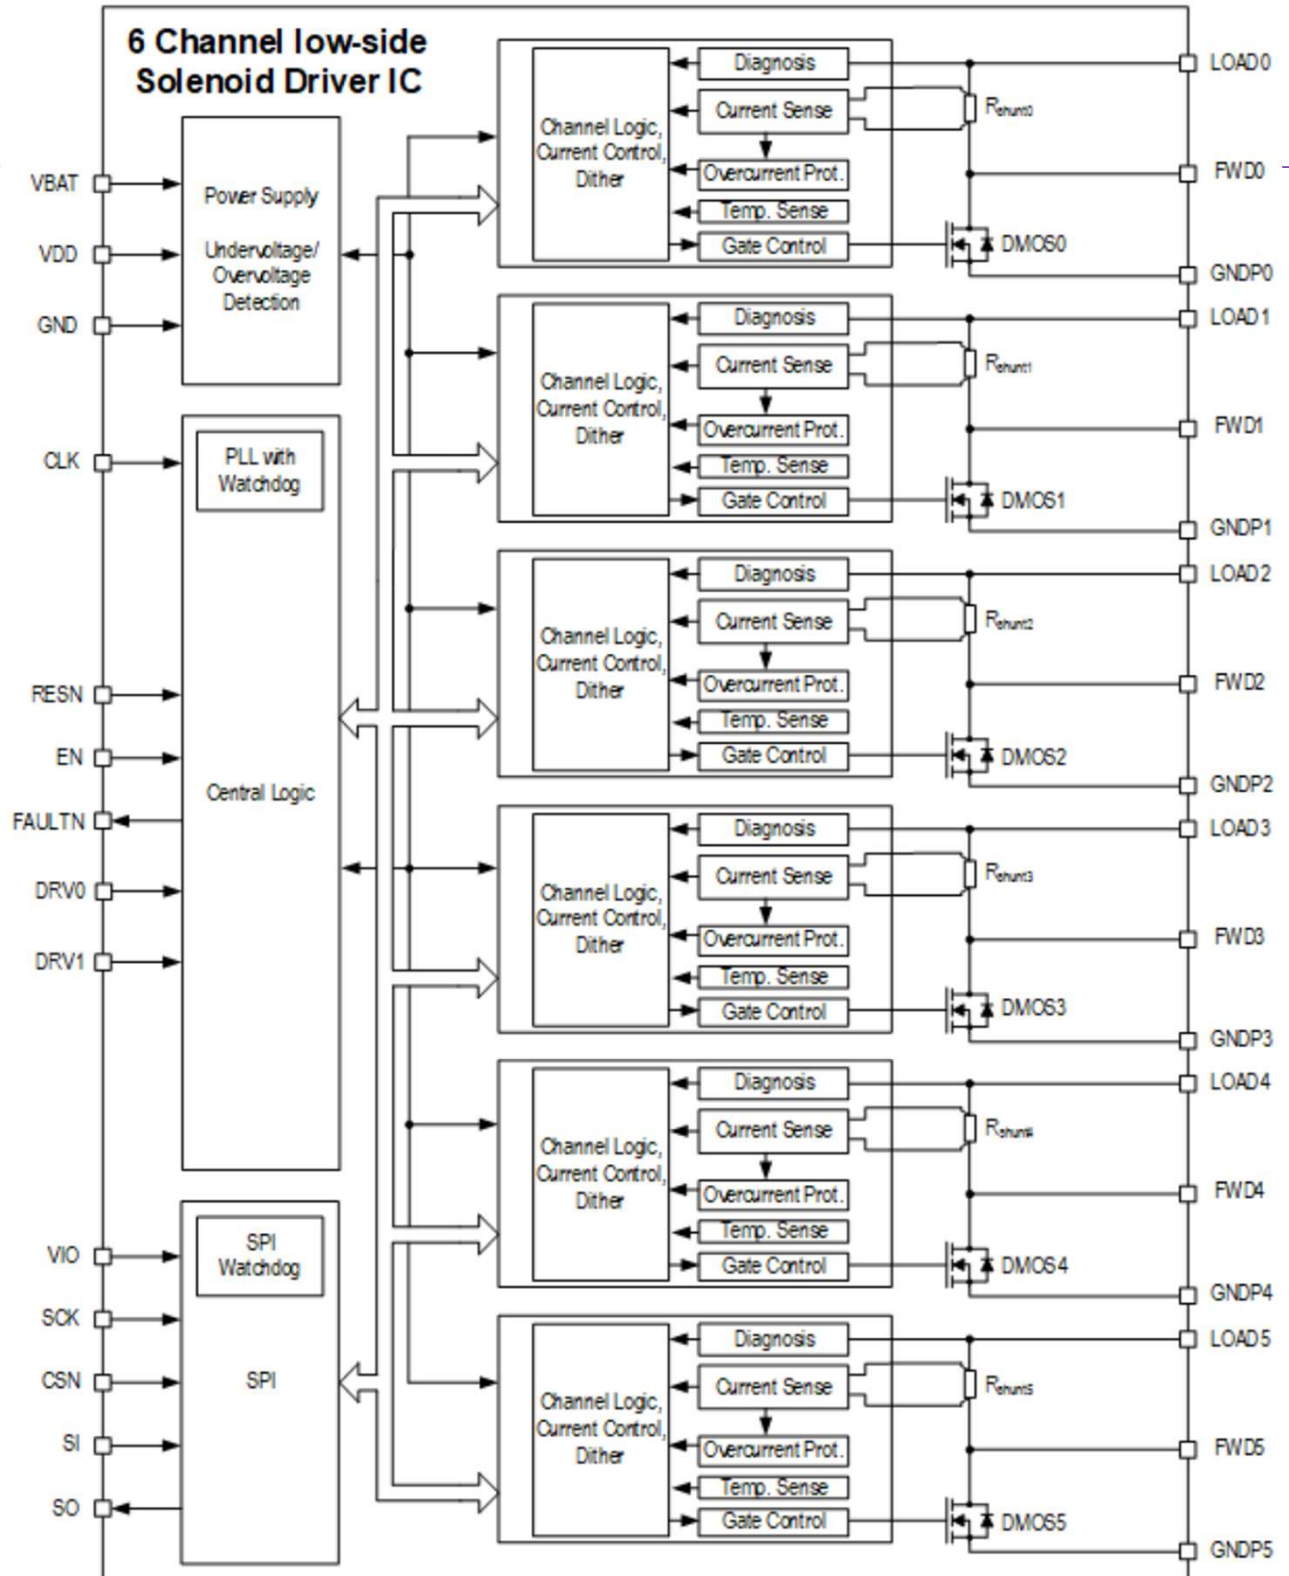 6 Channel low-side
Solenoid Driver IC
VBAT
VDD
GND
Power Supply
Undervoltage/
Overvoltage
Detection
CLK
RESN
EN
FAULTN
DRV0
DRV1
PLL with
Watchdog
Central Logic
VIO
SCK
CSN
SI
SO
SPI
Watchdog
SPI
Channel Logic,
Current Control,
Dither
Diagnosis
Current Sense
Overcurrent Prot.
Temp. Sense
Gate Control
Rshunt0
DMOS0
LOAD0
FWD0
GNDP0
Channel Logic,
Current Control,
Dither
Diagnosis
Current Sense
Overcurrent Prot.
Temp. Sense
Gate Control
Rshunt1
DMOS1
LOAD1
FWD1
GNDP1
Channel Logic,
Current Control,
Dither
Diagnosis
Current Sense
Overcurrent Prot.
Temp. Sense
Gate Control
Rshunt2
DMOS2
LOAD2
FWD2
GNDP2
Channel Logic,
Current Control,
Dither
Diagnosis
Current Sense
Overcurrent Prot.
Temp. Sense
Gate Control
Rshunt3
DMOS3
LOAD3
FWD3
GNDP3
Channel Logic,
Current Control,
Dither
Diagnosis
Current Sense
Overcurrent Prot.
Temp. Sense
Gate Control
Rshunt4
DMOS4
LOAD4
FWD4
GNDP4
Channel Logic,
Current Control,
Dither
Diagnosis
Current Sense
Overcurrent Prot.
Temp. Sense
Gate Control
Rshunt5
DMOS5
LOAD5
FWD5
GNDP5